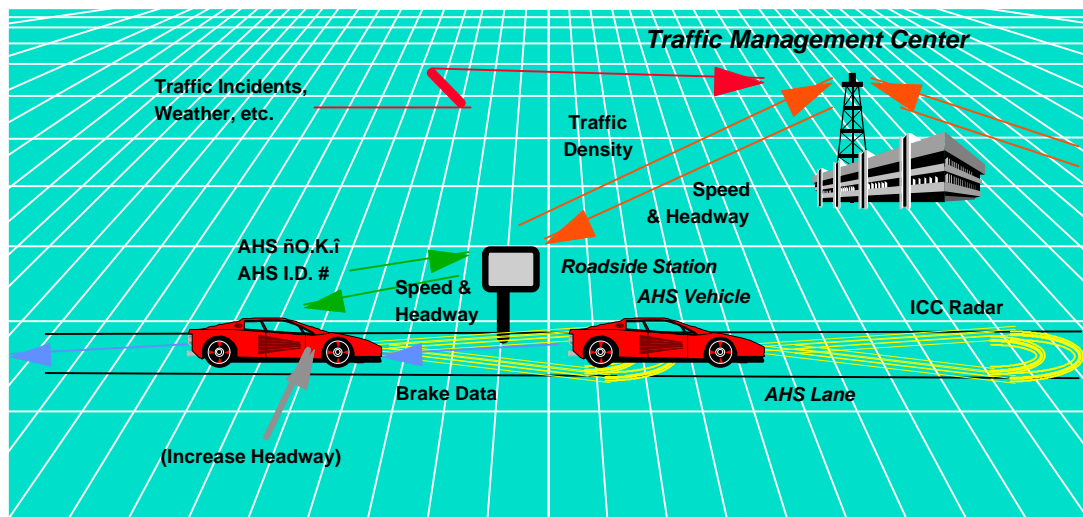 Traffic Management Center
Traffic Incidents,
Weather, etc.
Traffic
Density
Speed
& Headway
AHS ñO.K.î
AHS I.D. #
Speed &
Headway
Roadside Station
AHS Vehicle
ICC Radar
Brake Data
AHS Lane
(Increase Headway)